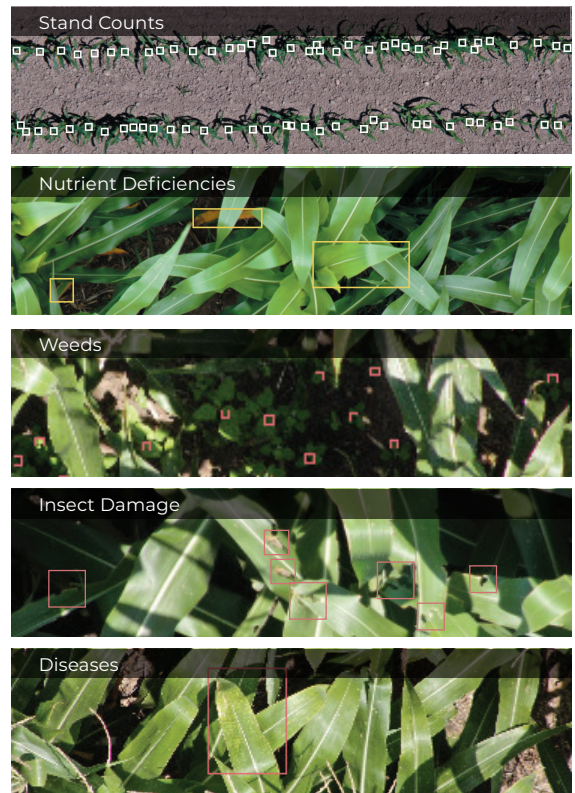 Stand Counts
Nutrient Deficiencies
Weeds
Insect Damage
Diseases